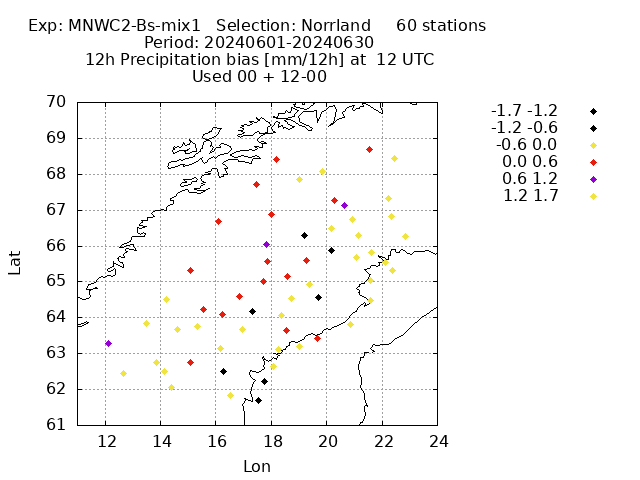 Exp: MNWC2-Bs-mix1   Selection: Norrland     60 stations
Period: 20240601-20240630
12h Precipitation bias [mm/12h] at  12 UTC
Used 00 + 12-00
-1.7 -1.2
-1.2 -0.6
-0.6 0.0
0.0 0.6
0.6 1.2
1.2 1.7
70
69
68
67
66
65
64
63
62
61
Lat
12 14 16 18 20 22 24
Lon